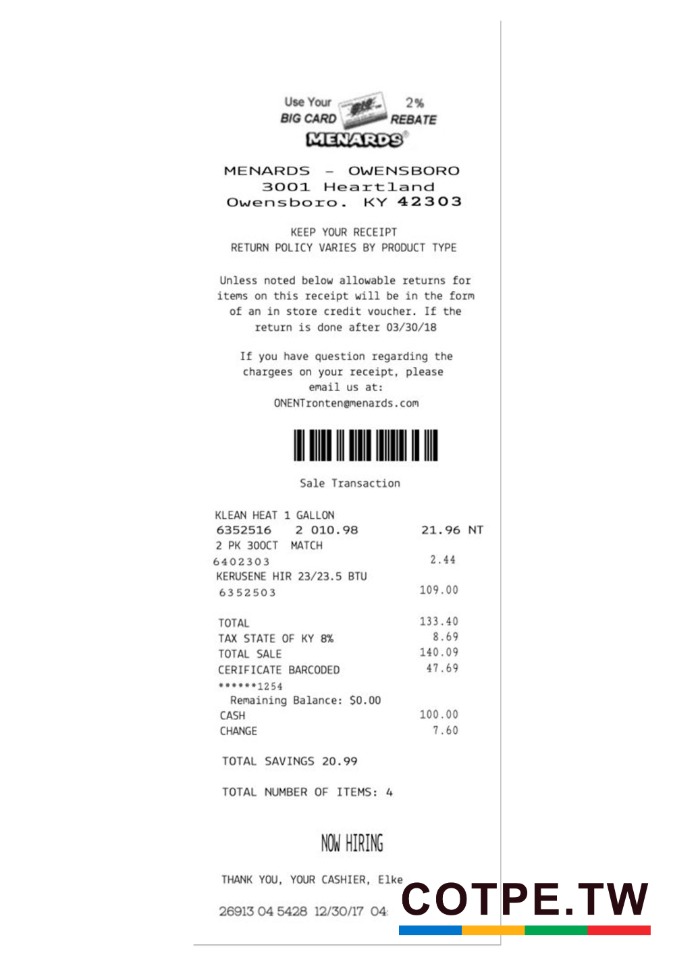 Use Your 2%
BIG CARD REBATE
MENARDS®
MENARDS - OWENSBORO
3001 Heartland
Owensboro. KY 42303
KEEP YOUR RECEIPT
RETURN POLICY VARIES BY PRODUCT TYPE
Unless noted below allowable returns for
items on this receipt will be in the form
of an in store credit voucher. If the
return is done after 03/30/18
If you have question regarding the
chargees on your receipt, please
email us at:
ONENTronten@menards.com
Sale Transaction
KLEAN HEAT 1 GALLON
6352516 2 010.98 21.96 NT
2 PK 300CT MATCH
6402303 2.44
KERUSENE HIR 23/23.5 BTU
6352503 109.00
TOTAL 133.40
TAX STATE OF KY 8% 8.69
TOTAL SALE 140.09
CERIFICATE BARCODED 47.69
******1254
Remaining Balance: $0.00
CASH 100.00
CHANGE 7.60
TOTAL SAVINGS 20.99
TOTAL NUMBER OF ITEMS: 4
NOW HIRING
THANK YOU, YOUR CASHIER, Elke
26913 04 5428 12/30/17 04:
COTPE.TW